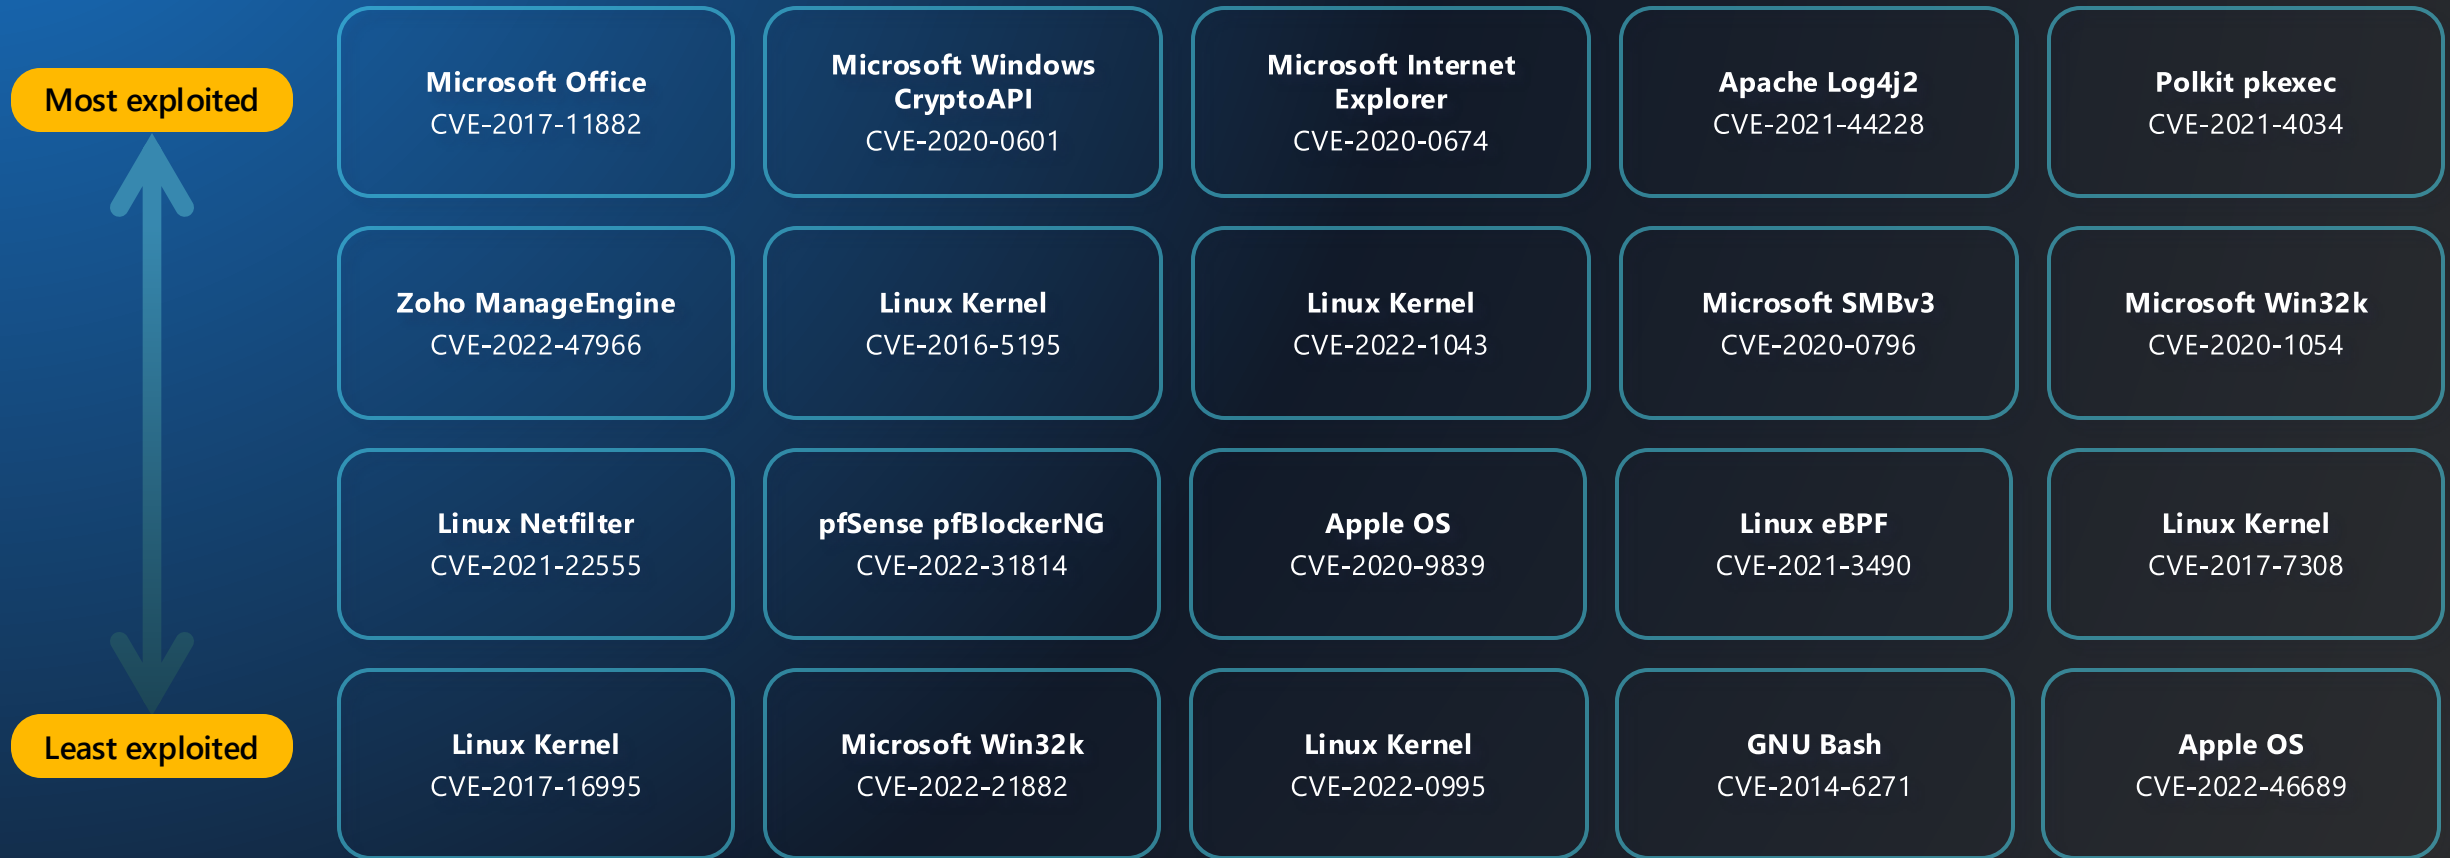 Most exploited
Microsoft Office
CVE-2017-11882
Microsoft Windows
CryptoAPI
CVE-2020-0601
Microsoft Internet
Explorer
CVE-2020-0674
Apache Log4j2
CVE-2021-44228
Polkit pkexec
CVE-2021-4034
Zoho ManageEngine
CVE-2022-47966
Linux Kernel
CVE-2016-5195
Linux Kernel
CVE-2022-1043
Microsoft SMBv3
CVE-2020-0796
Microsoft Win32k
CVE-2020-1054
Linux Netfilter
CVE-2021-22555
pfSense pfBlockerNG
CVE-2022-31814
Apple OS
CVE-2020-9839
Linux eBPF
CVE-2021-3490
Linux Kernel
CVE-2017-7308
Least exploited
Linux Kernel
CVE-2017-16995
Microsoft Win32k
CVE-2022-21882
Linux Kernel
CVE-2022-0995
GNU Bash
CVE-2014-6271
Apple OS
CVE-2022-46689